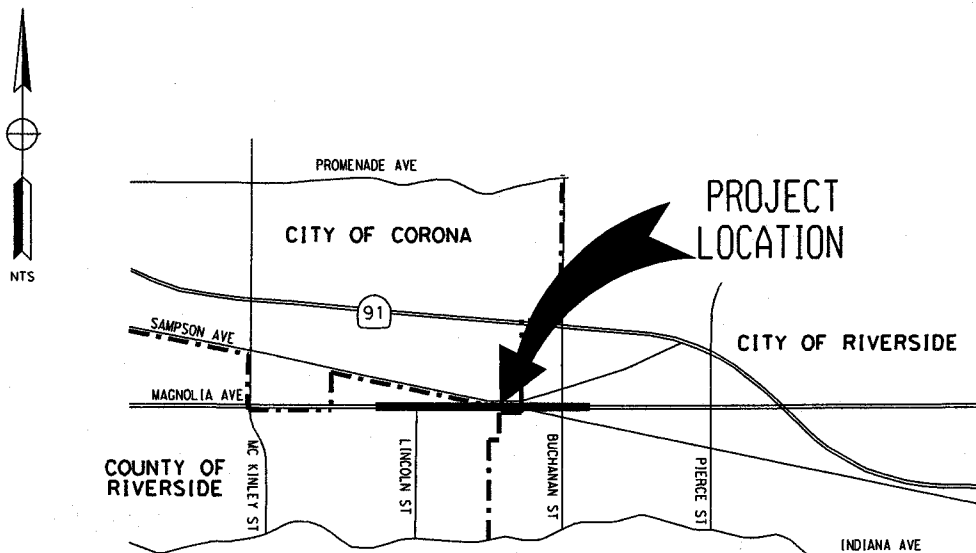 NTS
PROMENADE AVE
CITY OF CORONA
PROJECT
LOCATION
91
SAMPSON AVE
CITY OF RIVERSIDE
MAGNOLIA AVE
COUNTY OF
RIVERSIDE
MC KINLEY ST
LINCOLN ST
BUCHANAN ST
PIERCE ST
INDIANA AVE